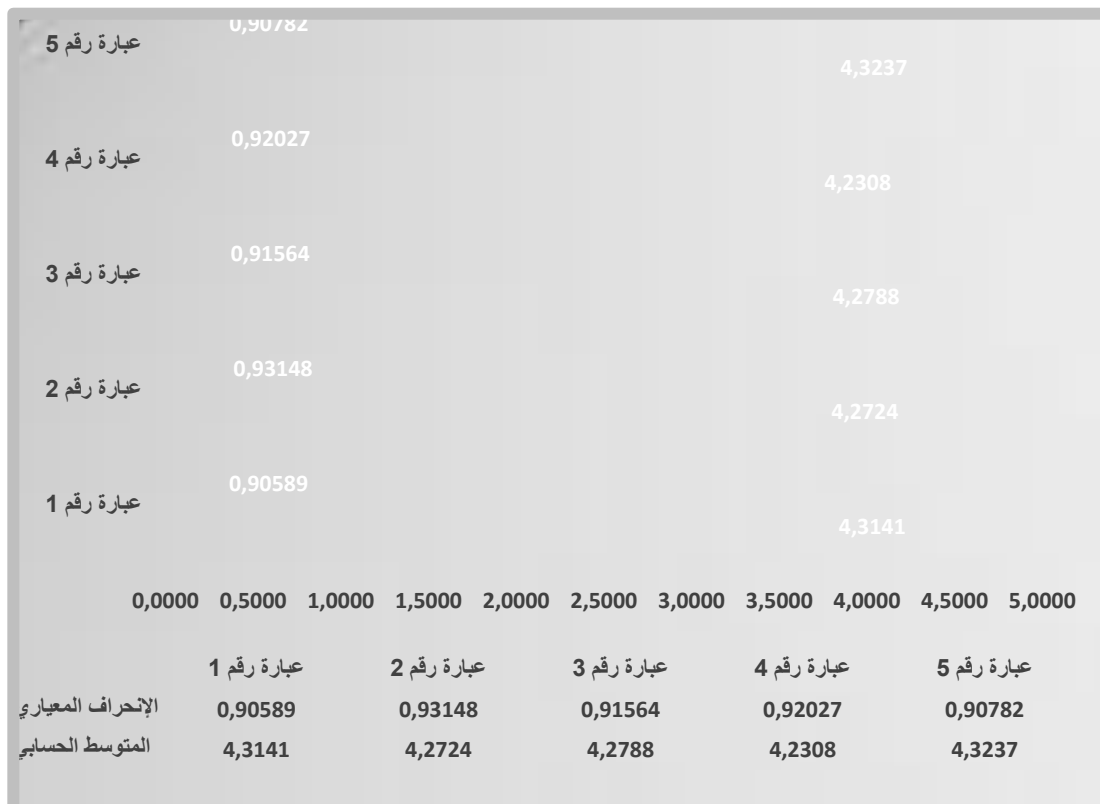 0,90782
عبارة رقم 5
4,3237
0,92027
عبارة رقم 4
4,2308
0,91564
عبارة رقم 3
4,2788
0,93148
عبارة رقم 2
4,2724
0,90589
عبارة رقم 1
4,3141
0,0000 0,5000 1,0000 1,5000 2,0000 2,5000 3,0000 3,5000 4,0000 4,5000 5,0000
عبارة رقم 1 عبارة رقم 2 عبارة رقم 3 عبارة رقم 4 عبارة رقم 5
الإنحراف المعياري 0,90589 0,93148 0,91564 0,92027 0,90782
المتوسط الحسابي 4,3141 4,2724 4,2788 4,2308 4,3237